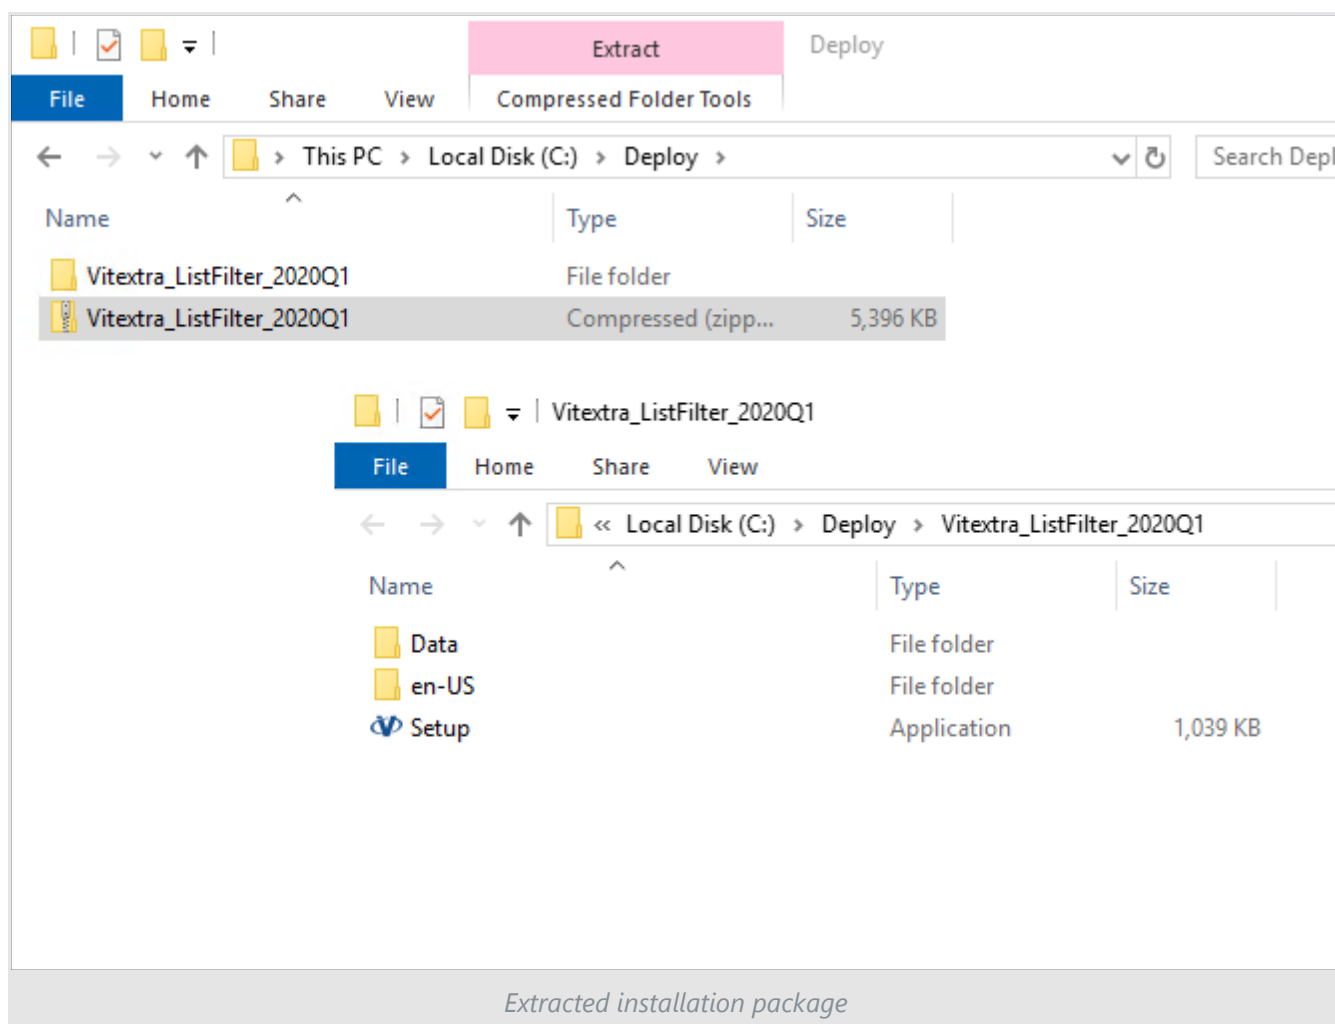 Extract Deploy
File Home Share View Compressed Folder Tools
This PC > Local Disk (C:) > Deploy > Search Depl
Name Type Size
Vitextra_ListFilter_2020Q1 File folder
Vitextra_ListFilter_2020Q1 Compressed (zipp... 5,396 KB
Vitextra_ListFilter_2020Q1
File Home Share View
« Local Disk (C:) > Deploy > Vitextra_ListFilter_2020Q1
Name Type Size
Data File folder
en-US File folder
Setup Application 1,039 KB
Extracted installation package